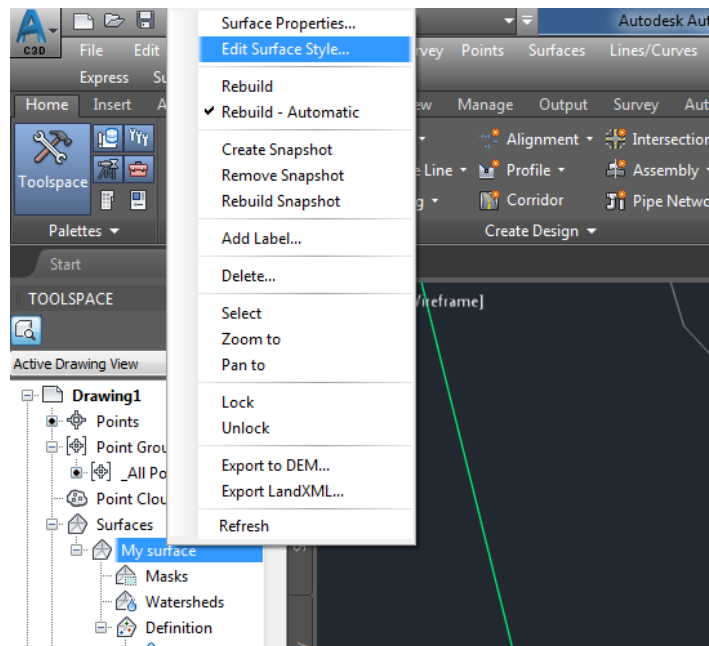 Surface Properties...
Autodesk Aut
C3D
File Edit
Edit Surface Style...
rvey Points Surfaces Lines/Curves
Express Su
Rebuild
Home Insert A
Rebuild - Automatic
ew Manage Output Survey Aut
Create Snapshot
Alignment
Intersection
Toolspace
Remove Snapshot
e Line
Profile
Assembly
Rebuild Snapshot
g
Corridor
Pipe Netwo
Palettes
Add Label...
Create Design
Start
Delete...
TOOLSPACE
Select
Wireframe]
Zoom to
Active Drawing View
Pan to
Drawing1
Lock
Points
Unlock
Point Grou
Export to DEM...
_All Po
Export LandXML...
Point Clou
Surfaces
Refresh
My surface
Masks
Watersheds
Definition